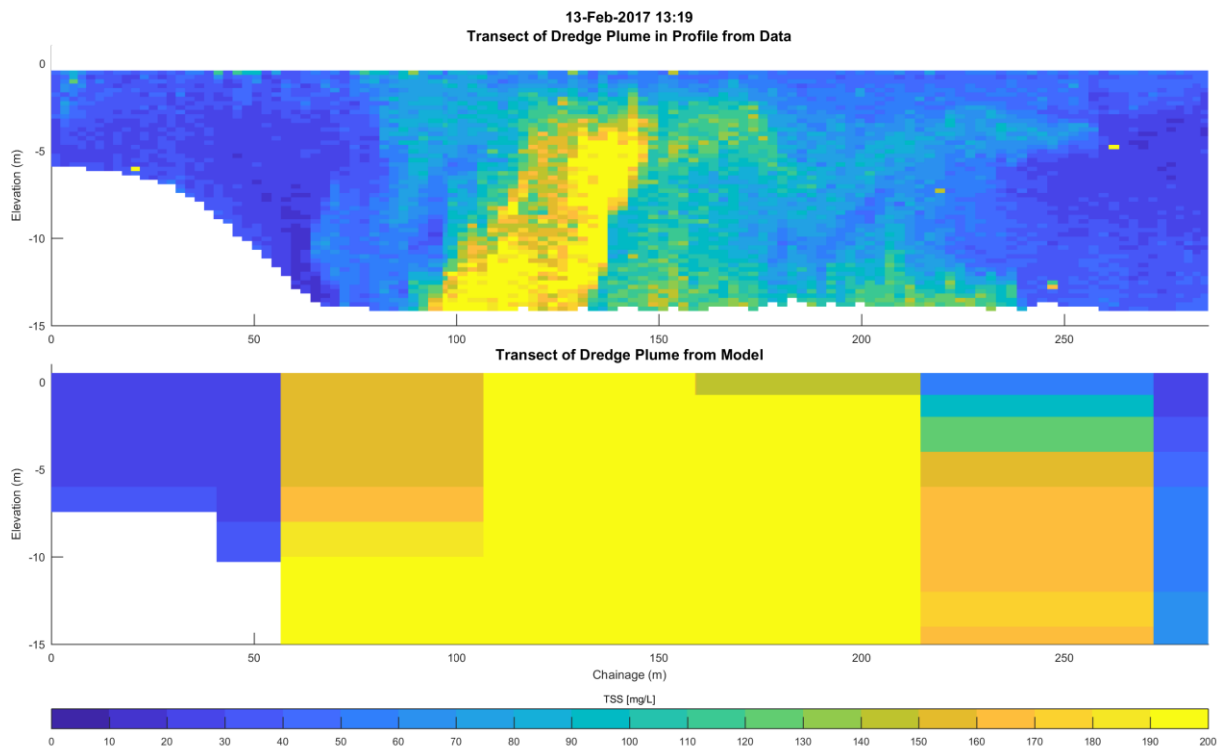 13-Feb-2017 13:19
Transect of Dredge Plume in Profile from Data
0
-5
-10
-15
Elevation (m)
0 50 100 150 200 250
Transect of Dredge Plume from Model
0
-5
-10
-15
Elevation (m)
0 50 100 150 200 250
Chainage (m)
TSS [mg/L]
0 10 20 30 40 50 60 70 80 90 100 110 120 130 140 150 160 170 180 190 200